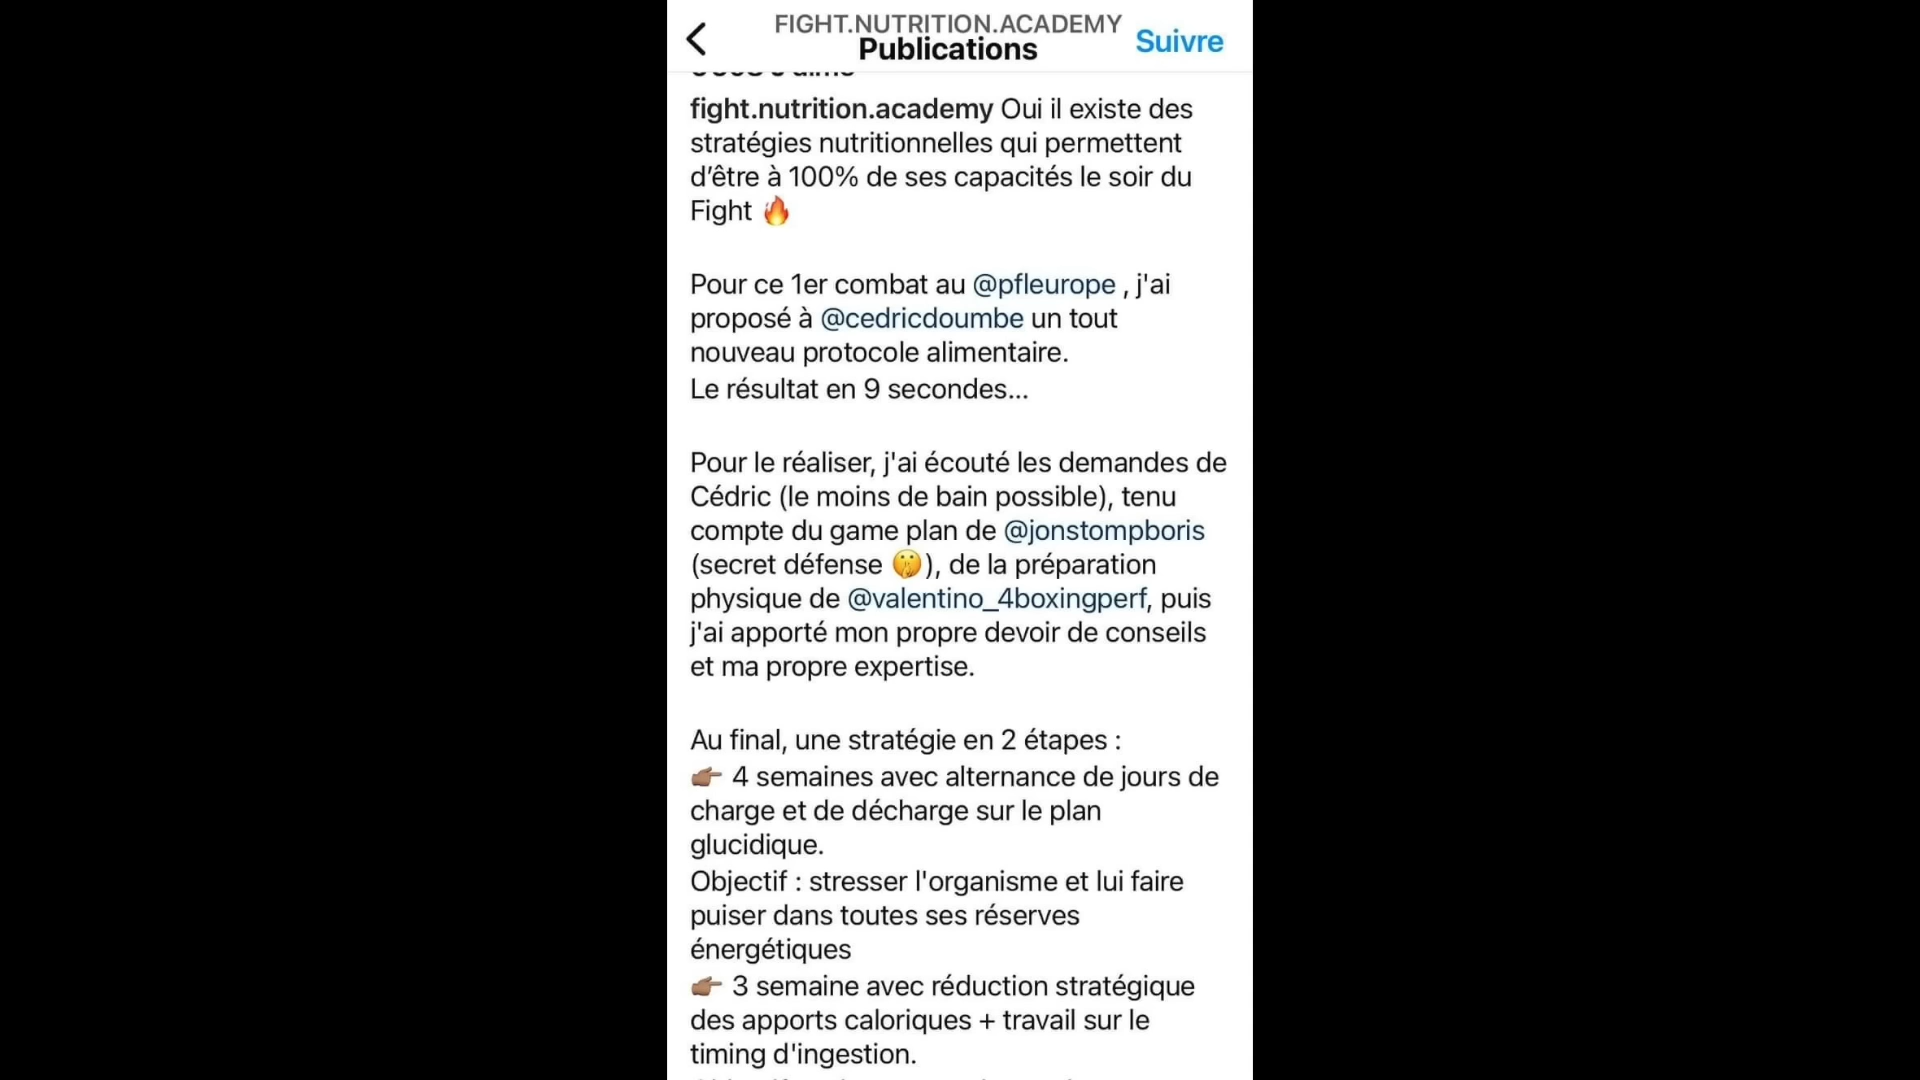 FIGHT.NUTRITION.ACADEMY
Publications
Suivre
fight.nutrition.academy Oui il existe des
stratégies nutritionnelles qui permettent
d’être à 100% de ses capacités le soir du
Fight 🔥
Pour ce 1er combat au @pfleurope , j'ai
proposé à @cedricdoumbe un tout
nouveau protocole alimentaire.
Le résultat en 9 secondes...
Pour le réaliser, j'ai écouté les demandes de
Cédric (le moins de bain possible), tenu
compte du game plan de @jonstompboris
(secret défense 🤫), de la préparation
physique de @valentino_4boxingperf, puis
j'ai apporté mon propre devoir de conseils
et ma propre expertise.
Au final, une stratégie en 2 étapes :
👉🏾 4 semaines avec alternance de jours de
charge et de décharge sur le plan
glucidique.
Objectif : stresser l'organisme et lui faire
puiser dans toutes ses réserves
énergétiques
👉🏾 3 semaine avec réduction stratégique
des apports caloriques + travail sur le
timing d'ingestion.